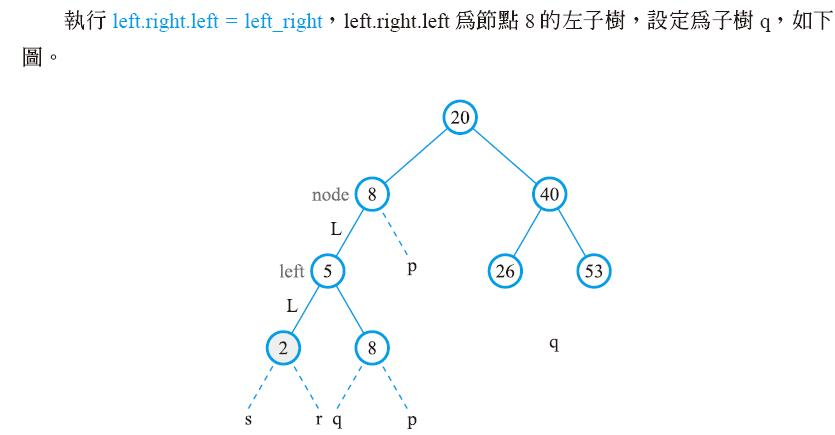 執行 left.right.left = left_right，left.right.left 爲節點 8 的左子樹，設定爲子樹 q，如下
圖。
20
node 8 40
L
left 5 p 26 53
L
2 8 q
s r q p